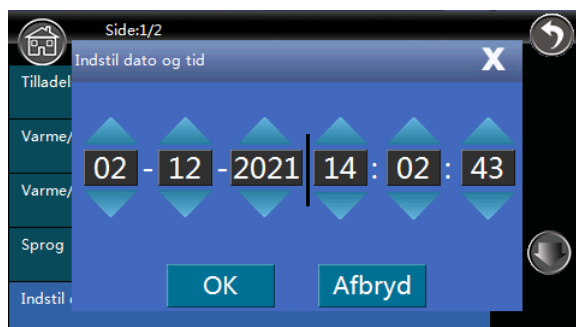 Side:1/2
Indstil dato og tid X
Tilladel
Varme/
02 - 12 - 2021 14 : 02 : 43
Varme/
Sprog
OK Afbryd
Indstil